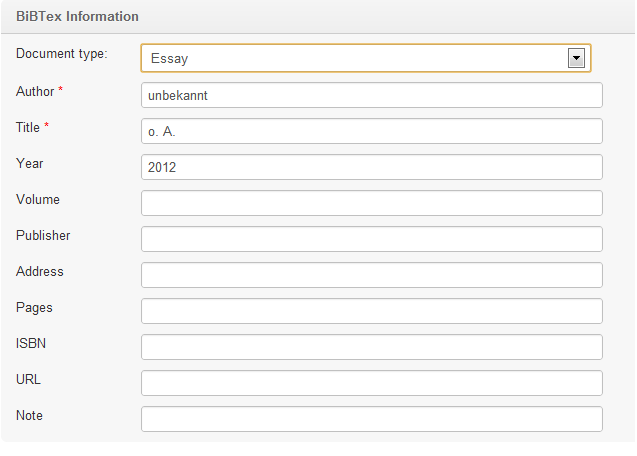 BiBTex Information
Document type: Essay
Author * unbekannt
Title * o. A.
Year 2012
Volume
Publisher
Address
Pages
ISBN
URL
Note